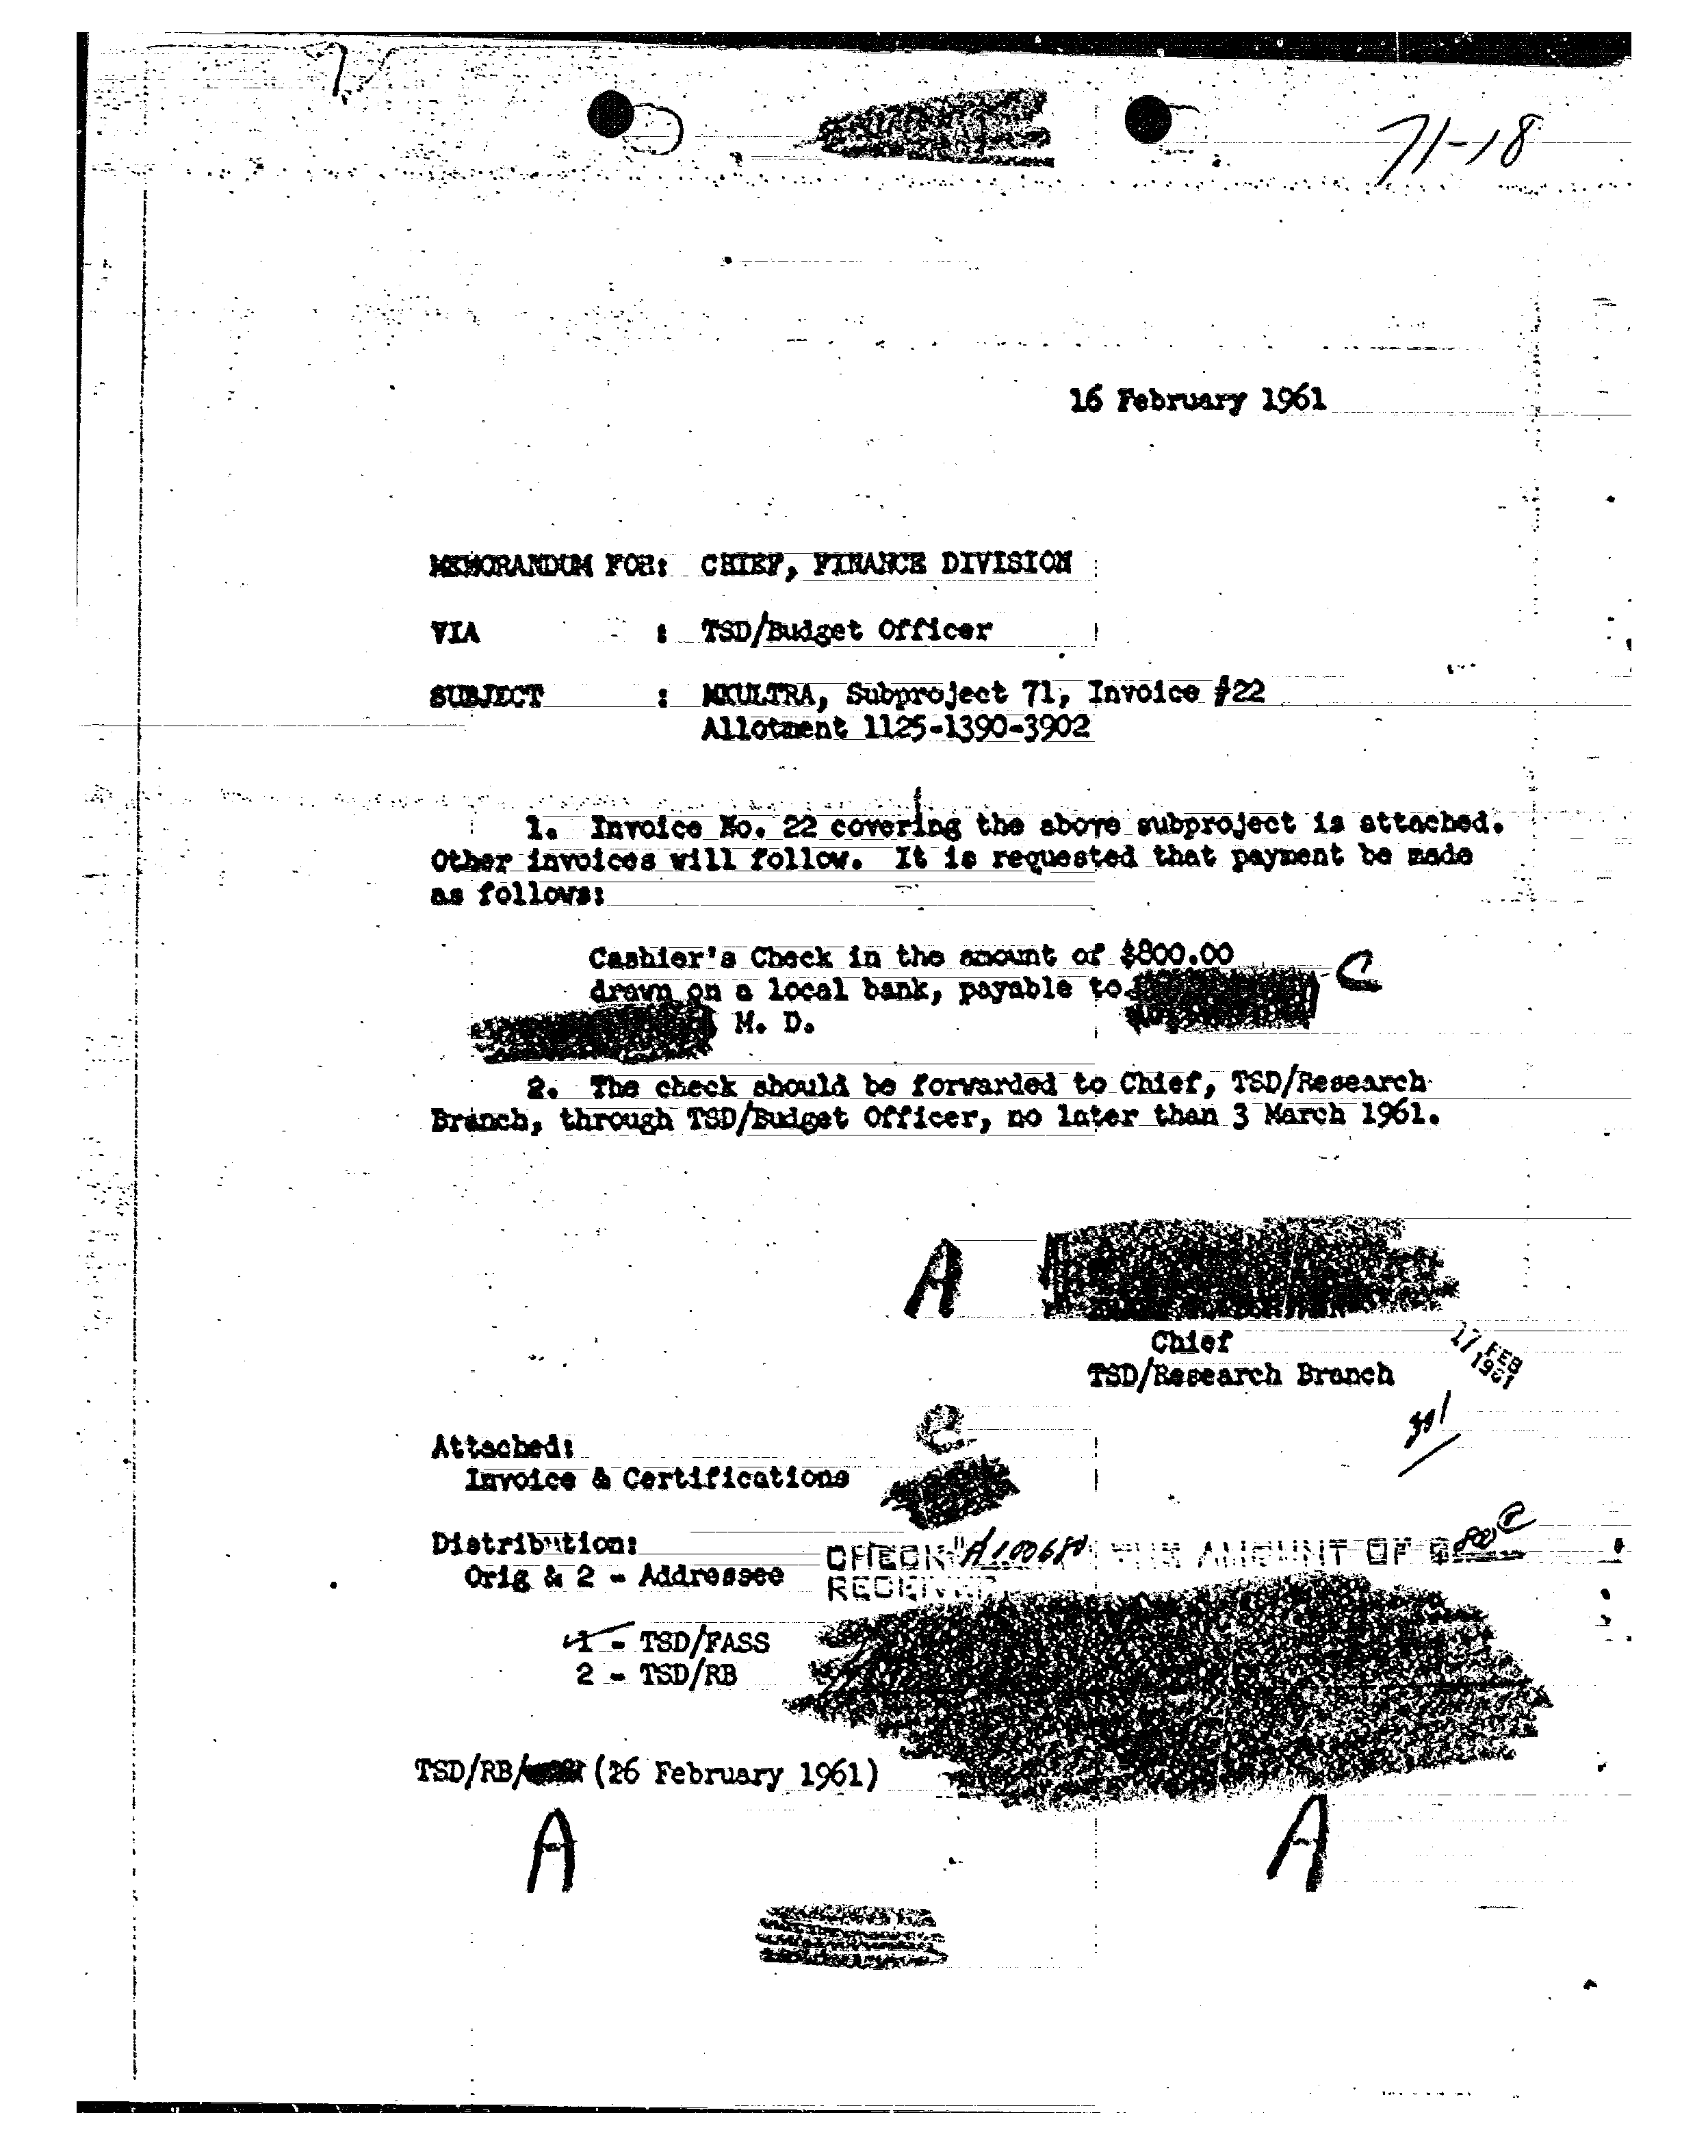 71-18
16 February 1961
MEMORANDUM FOR: CHIEF, FINANCE DIVISION
VIA : TSD/Budget Officer
SUBJECT : MKULTRA, Subproject 71, Invoice #22
Allotment 1125-1390-3902
1. Invoice No. 22 covering the above subproject is attached.
Other invoices will follow. It is requested that payment be made
as follows:
Cashier's Check in the amount of $800.00
drawn on a local bank, payable to C
M. D.
2. The check should be forwarded to Chief, TSD/Research
Branch, through TSD/Budget Officer, no later than 3 March 1961.
A
Chief
TSD/Research Branch
17 FEB
1961
Attached:
Invoice & Certifications
C
Distribution:
Orig & 2 - Addressee
CHECK # THE AMOUNT OF $ 800 C
RECEIVED
1 - TSD/FASS
2 - TSD/RB
TSD/RB/ (26 February 1961)
A
A